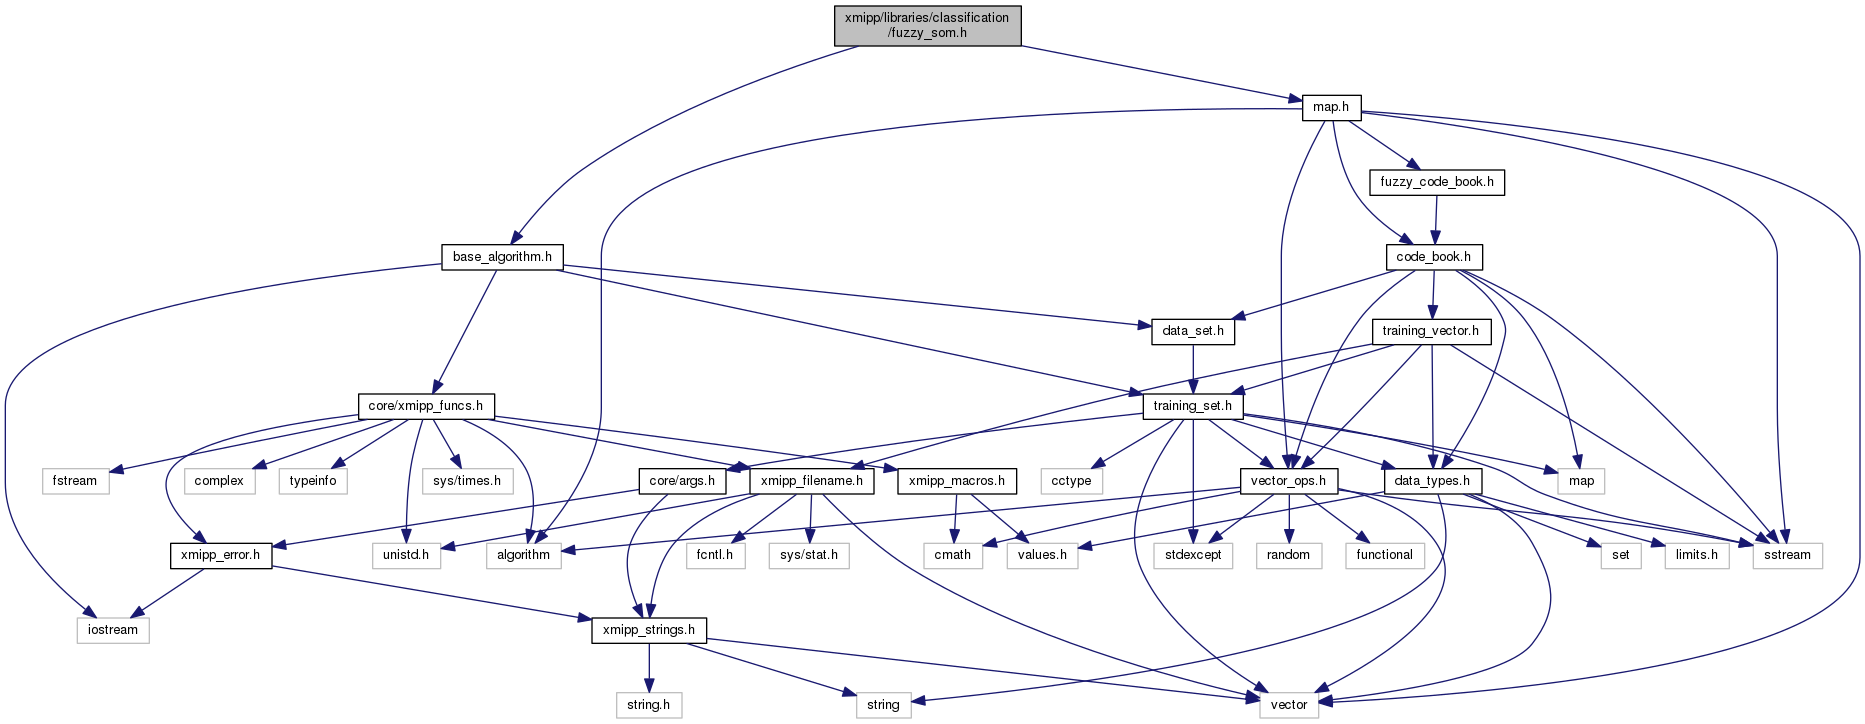 xmipp/libraries/classification
/fuzzy_som.h
map.h
fuzzy_code_book.h
base_algorithm.h
code_book.h
data_set.h
training_vector.h
core/xmipp_funcs.h
training_set.h
fstream
complex
typeinfo
sys/times.h
core/args.h
xmipp_filename.h
xmipp_macros.h
cctype
vector_ops.h
data_types.h
map
xmipp_error.h
unistd.h
algorithm
fcntl.h
sys/stat.h
cmath
values.h
stdexcept
random
functional
set
limits.h
sstream
iostream
xmipp_strings.h
string.h
string
vector